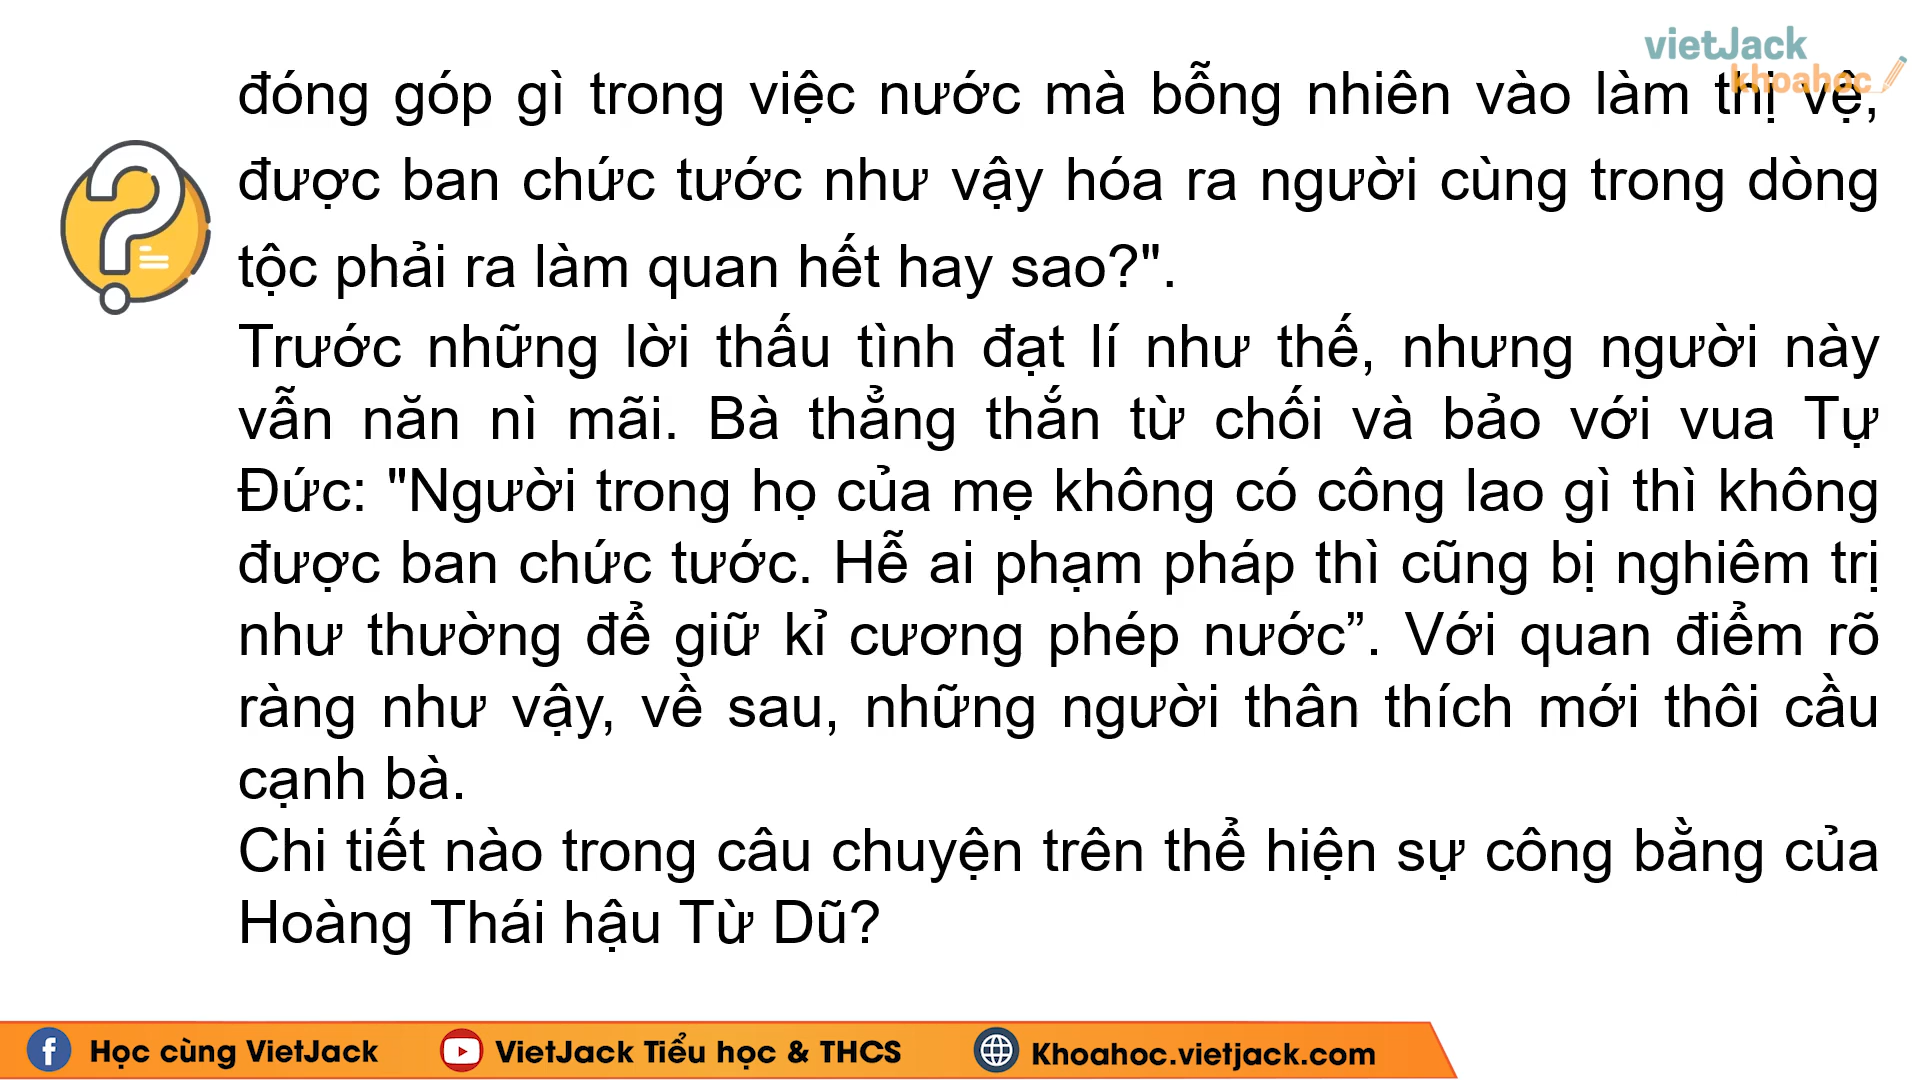 vietJack
khoahoc
đóng góp gì trong việc nước mà bỗng nhiên vào làm thị vệ,
được ban chức tước như vậy hóa ra người cùng trong dòng
tộc phải ra làm quan hết hay sao?".
Trước những lời thấu tình đạt lí như thế, nhưng người này
vẫn năn nì mãi. Bà thẳng thắn từ chối và bảo với vua Tự
Đức: "Người trong họ của mẹ không có công lao gì thì không
được ban chức tước. Hễ ai phạm pháp thì cũng bị nghiêm trị
như thường để giữ kỉ cương phép nước”. Với quan điểm rõ
ràng như vậy, về sau, những người thân thích mới thôi cầu
cạnh bà.
Chi tiết nào trong câu chuyện trên thể hiện sự công bằng của
Hoàng Thái hậu Từ Dũ?
Học cùng VietJack VietJack Tiểu học & THCS Khoahoc.vietjack.com